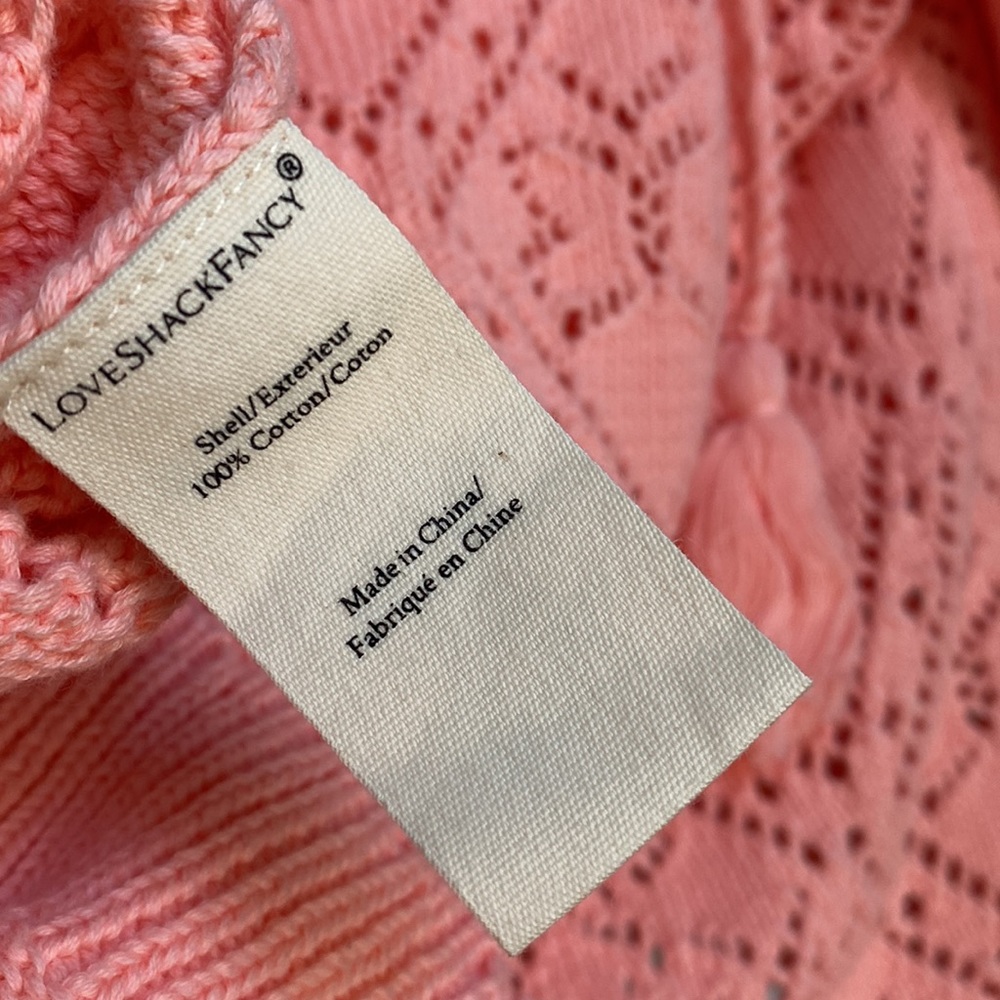 LOVESHACKFANCY®
Shell/Exterieur
100% Cotton/Coton
Made in China/
Fabriqué en Chine